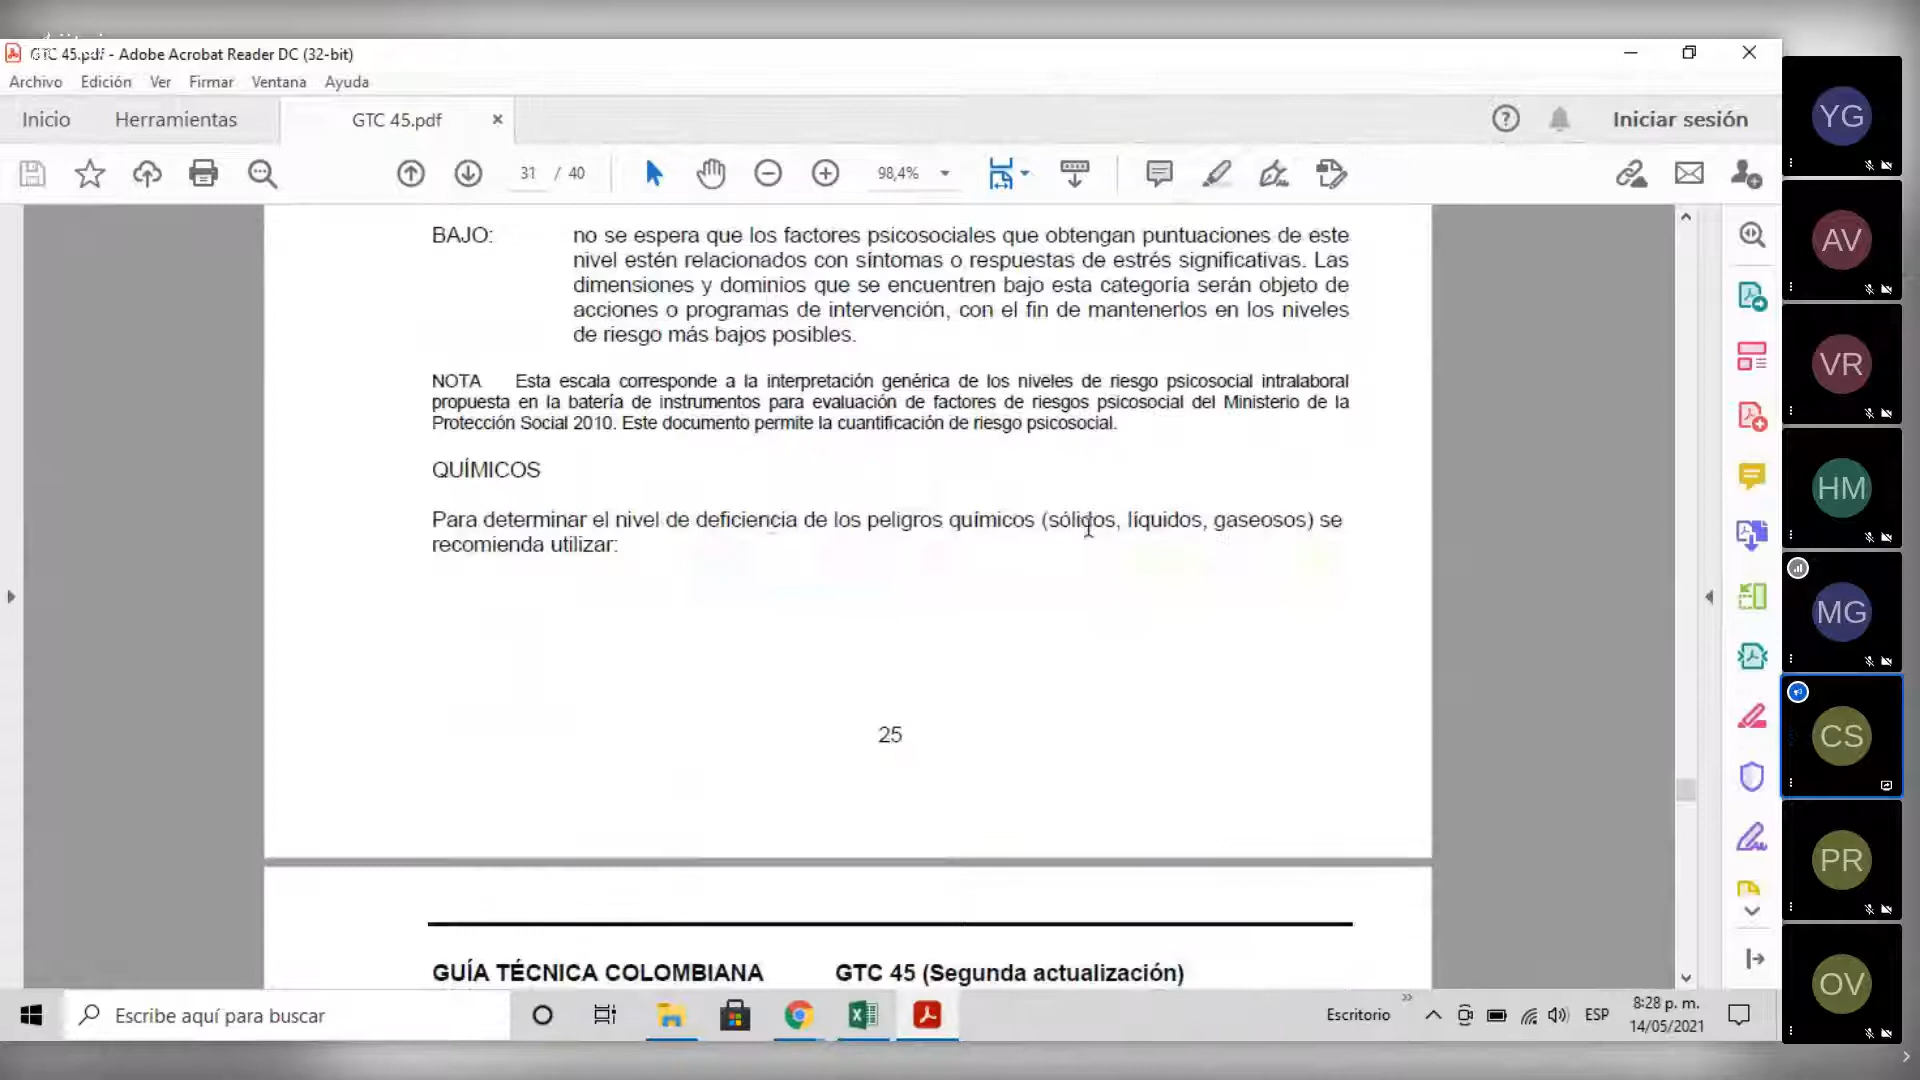 GTC 45.pdf - Adobe Acrobat Reader DC (32-bit)
Archivo Edición Ver Firmar Ventana Ayuda
Inicio Herramientas GTC 45.pdf × Iniciar sesión
31 / 40 98,4%
BAJO: no se espera que los factores psicosociales que obtengan puntuaciones de este
nivel estén relacionados con síntomas o respuestas de estrés significativas. Las
dimensiones y dominios que se encuentren bajo esta categoría serán objeto de
acciones o programas de intervención, con el fin de mantenerlos en los niveles
de riesgo más bajos posibles.
NOTA Esta escala corresponde a la interpretación genérica de los niveles de riesgo psicosocial intralaboral
propuesta en la batería de instrumentos para evaluación de factores de riesgos psicosocial del Ministerio de la
Protección Social 2010. Este documento permite la cuantificación de riesgo psicosocial.
QUÍMICOS
Para determinar el nivel de deficiencia de los peligros químicos (sólidos, líquidos, gaseosos) se
recomienda utilizar:
25
GUÍA TÉCNICA COLOMBIANA GTC 45 (Segunda actualización)
Escribe aquí para buscar
Escritorio
ESP
8:28 p. m.
14/05/2021
YG
AV
VR
HM
MG
CS
PR
OV